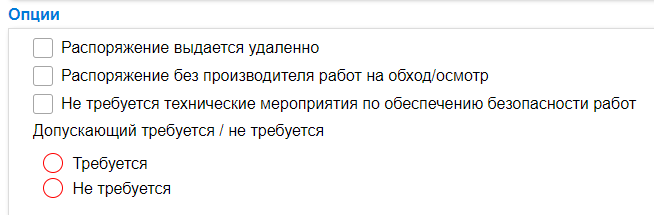 Опции
Распоряжение выдается удаленно
Распоряжение без производителя работ на обход/осмотр
Не требуется технические мероприятия по обеспечению безопасности работ
Допускающий требуется / не требуется
Требуется
Не требуется